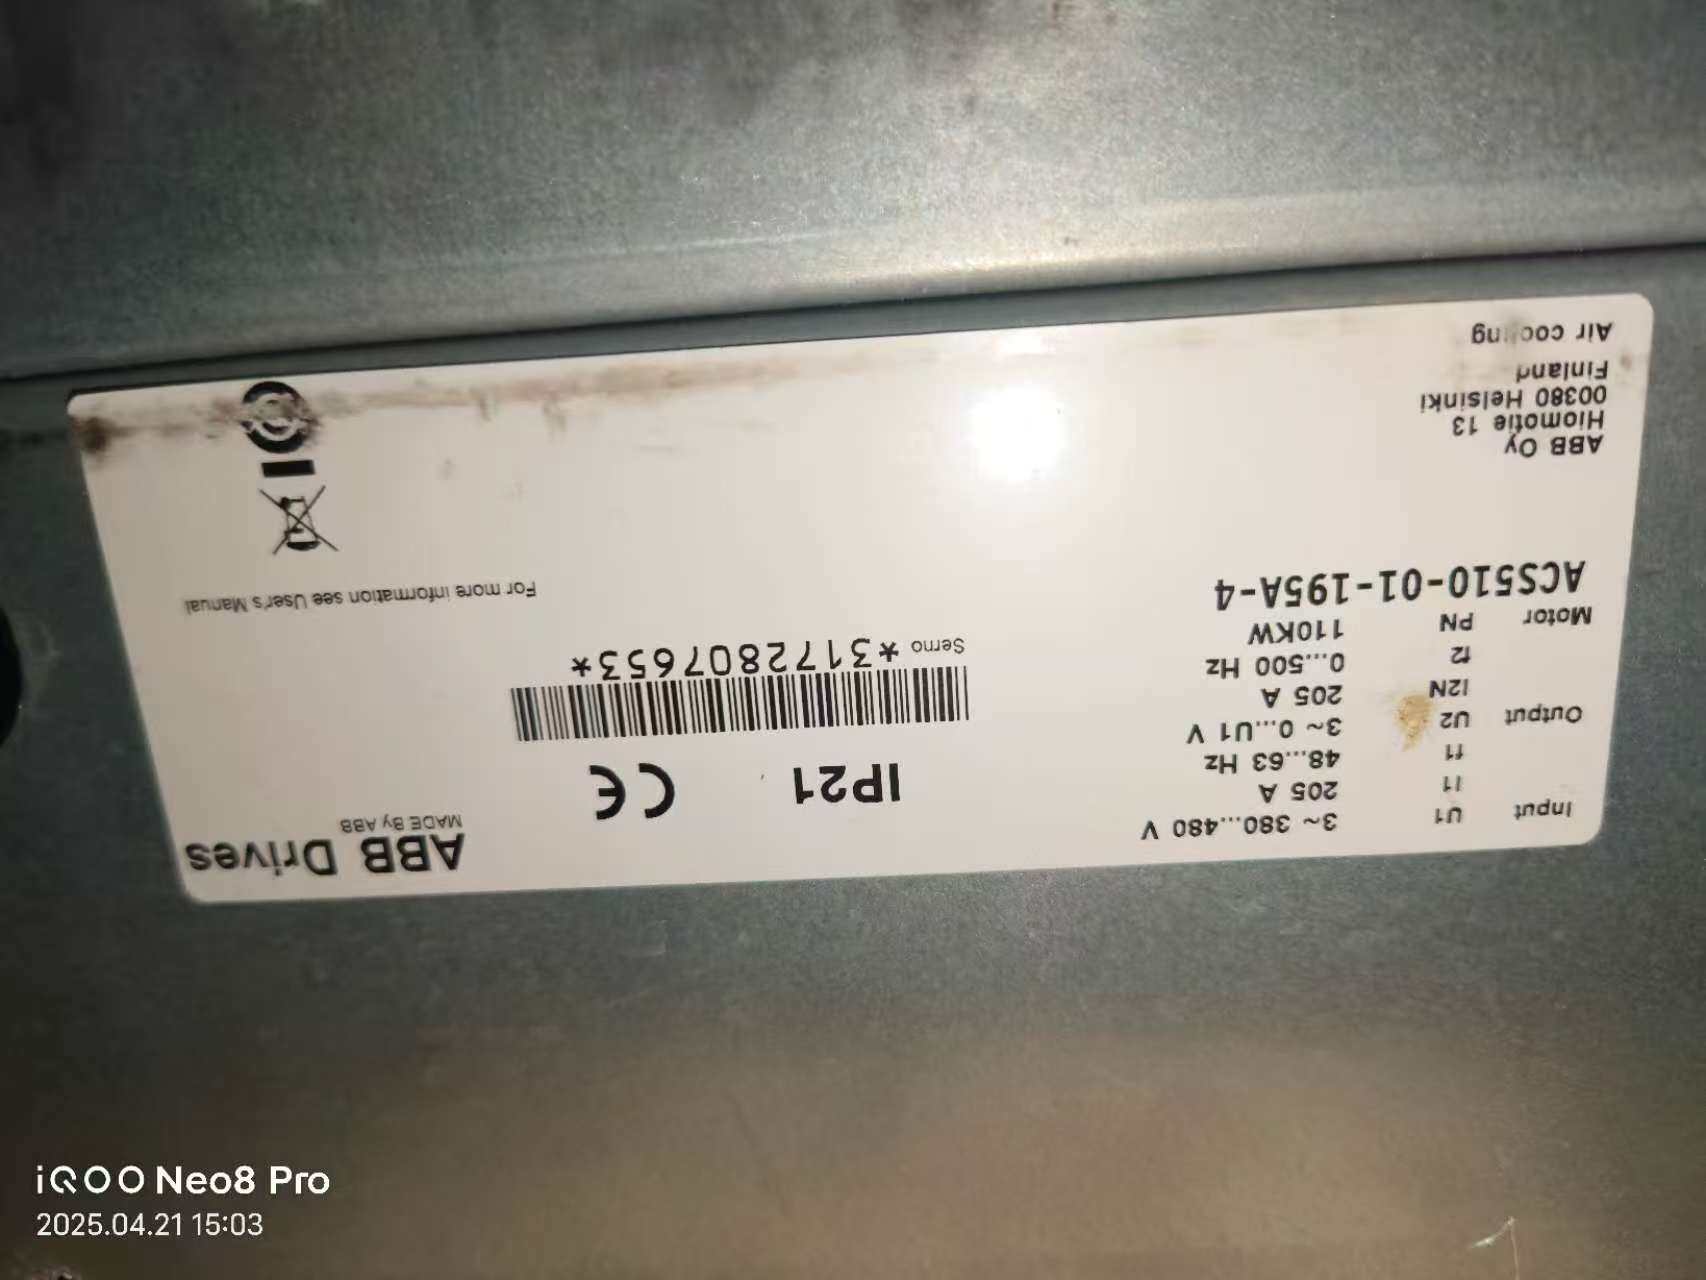 ABB Oy
Hiomotie 13
00380 Helsinki
Finland
Air cooling
ACS510-01-195A-4
Input U1 3~ 380...480 V
I1 205 A
f1 48...63 Hz
Output U2 3~ 0...U1 V
I2N 205 A
f2 0...500 Hz
Motor PN 110KW
ABB Drives
MADE By ABB
IP21 CE
Serno *3172807653*
For more information see User's Manual
iQOO Neo8 Pro
2025.04.21 15:03